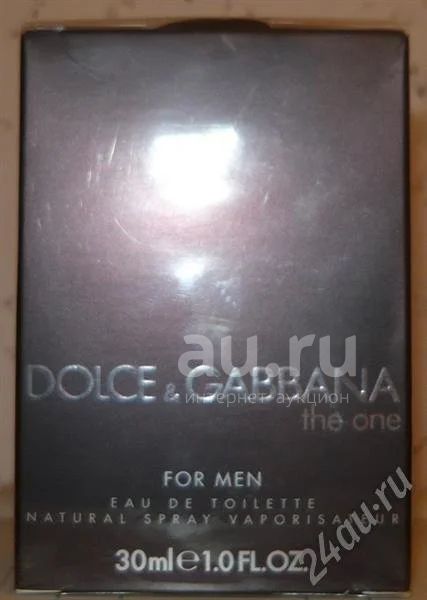 au.ru
DOLCE & GABBANA
интернет аукцион
the one
FOR MEN
EAU DE TOILETTE
NATURAL SPRAY VAPORISATEUR
30ml e 1.0 FL.OZ.
24au.ru